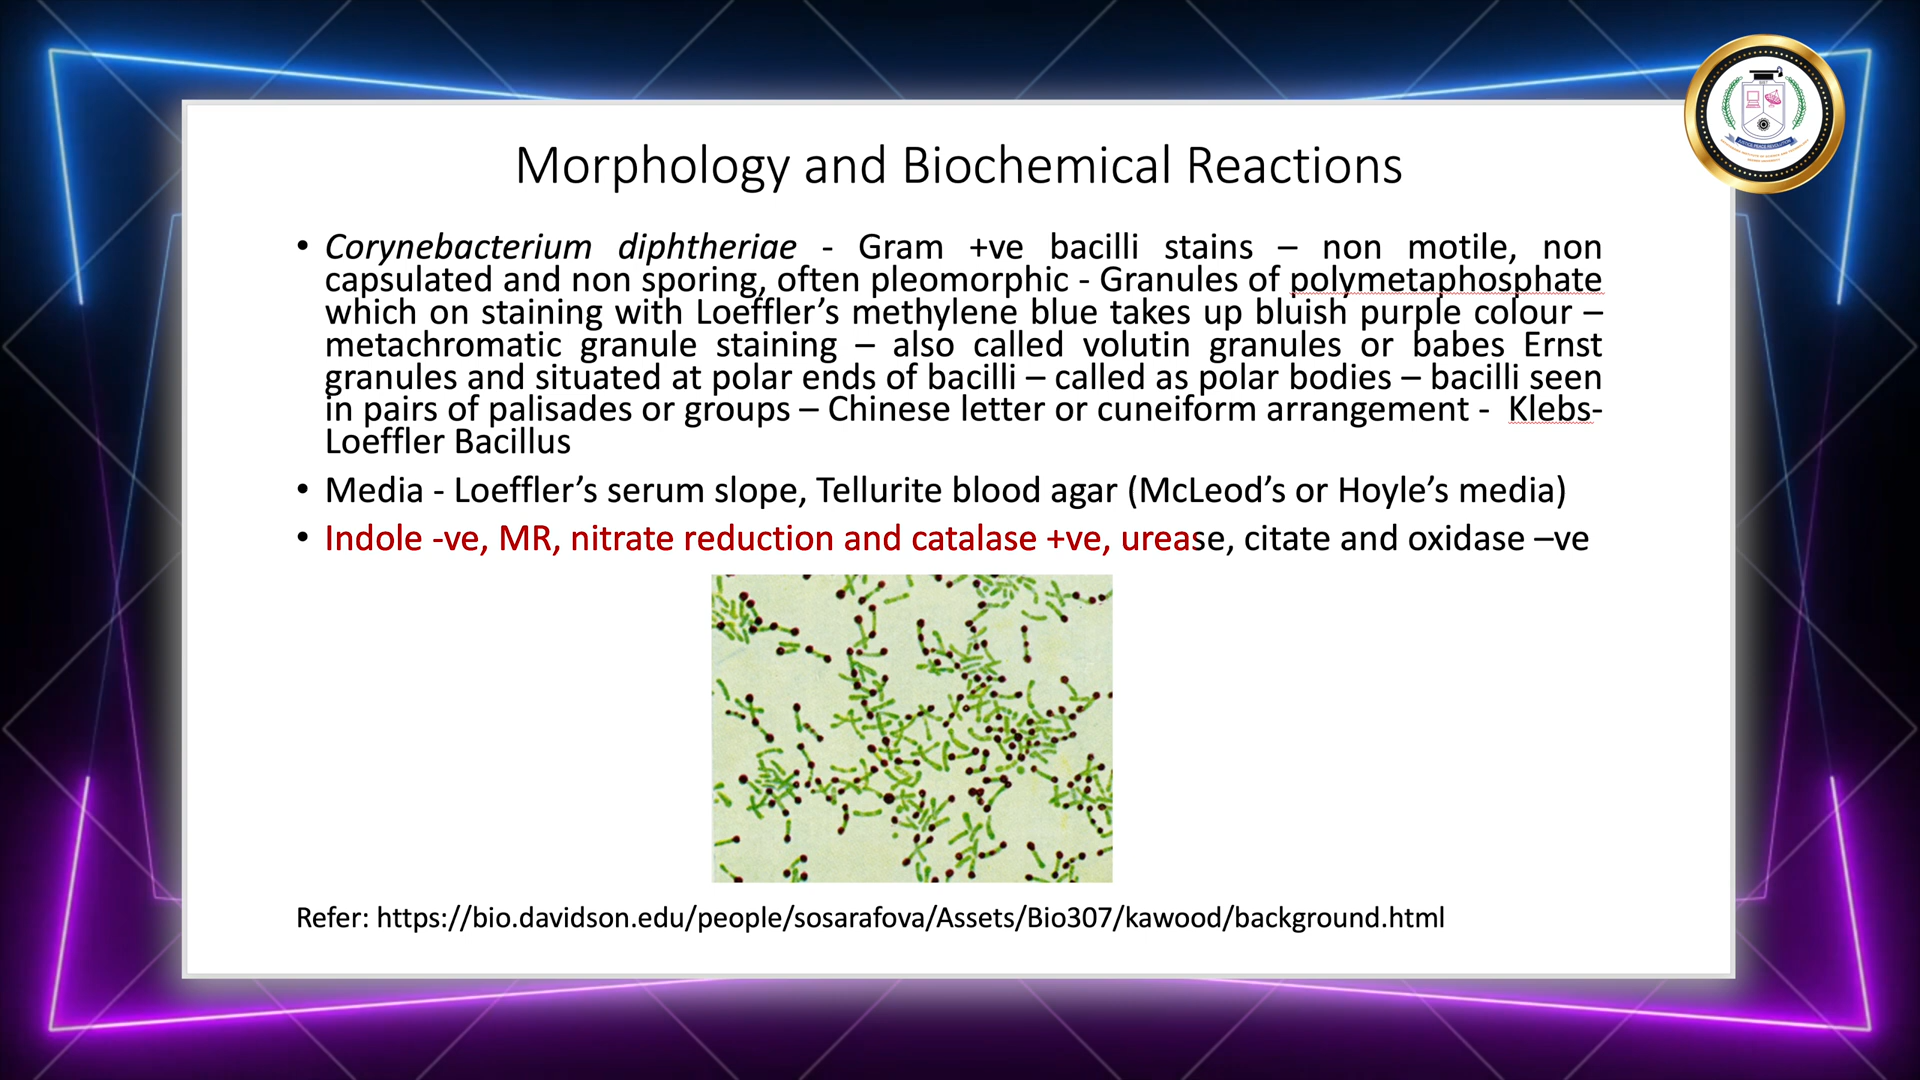 Morphology and Biochemical Reactions
• Corynebacterium diphtheriae - Gram +ve bacilli stains – non motile, non
capsulated and non sporing, often pleomorphic - Granules of polymetaphosphate
which on staining with Loeffler’s methylene blue takes up bluish purple colour –
metachromatic granule staining – also called volutin granules or babes Ernst
granules and situated at polar ends of bacilli – called as polar bodies – bacilli seen
in pairs of palisades or groups – Chinese letter or cuneiform arrangement - Klebs-
Loeffler Bacillus
• Media - Loeffler’s serum slope, Tellurite blood agar (McLeod’s or Hoyle’s media)
• Indole -ve, MR, nitrate reduction and catalase +ve, urease, citate and oxidase –ve
Refer: https://bio.davidson.edu/people/sosarafova/Assets/Bio307/kawood/background.html